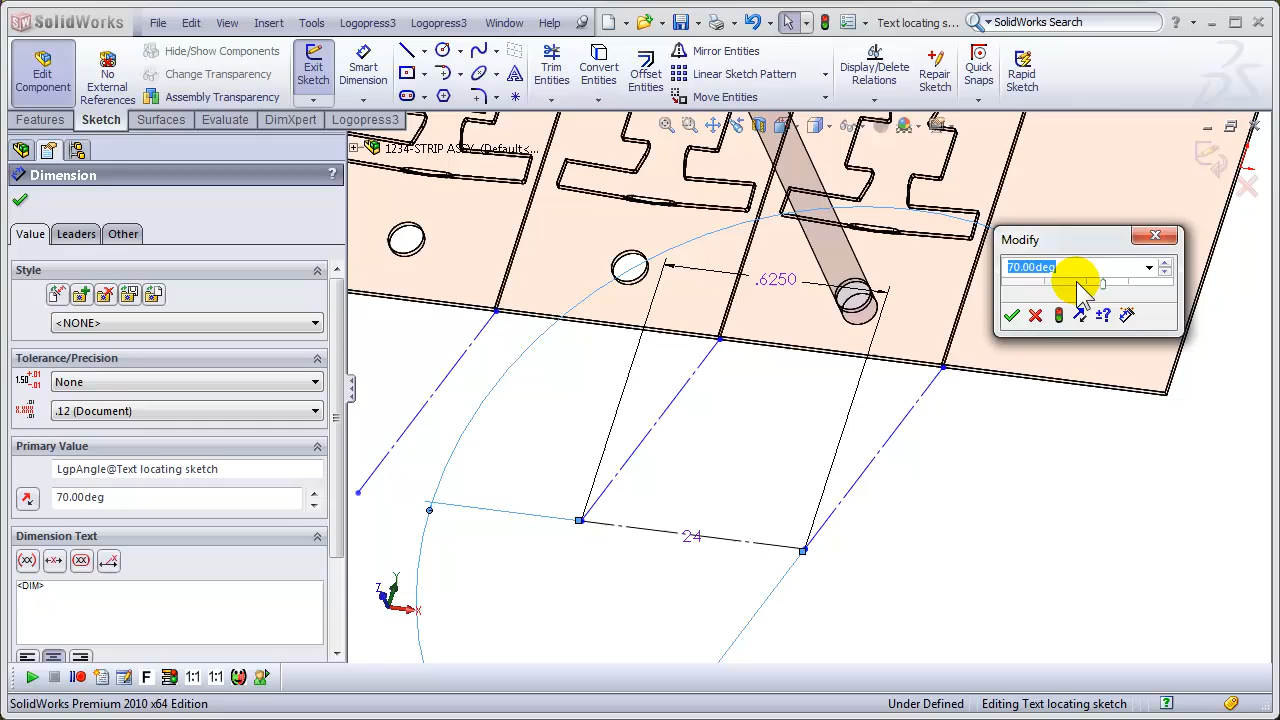 SolidWorks File Edit View Insert Tools Logopress3 Logopress3 Window Help Text locating s... SolidWorks Search
Edit Component
No External References
Hide/Show Components
Change Transparency
Assembly Transparency
Exit Sketch
Smart Dimension
Trim Entities
Convert Entities
Offset Entities
Mirror Entities
Linear Sketch Pattern
Move Entities
Display/Delete Relations
Repair Sketch
Quick Snaps
Rapid Sketch
Features Sketch Surfaces Evaluate DimXpert Logopress3
1234-STRIP ASSY (Default<...
Dimension ?
Value Leaders Other
Style
<NONE>
Tolerance/Precision
None
.12 (Document)
Primary Value
LgpAngle@Text locating sketch
70.00deg
Dimension Text
<DIM>
Modify
70.00deg
.6250
24
Y
Z
X
F 1:1 1:1
SolidWorks Premium 2010 x64 Edition Under Defined Editing Text locating sketch